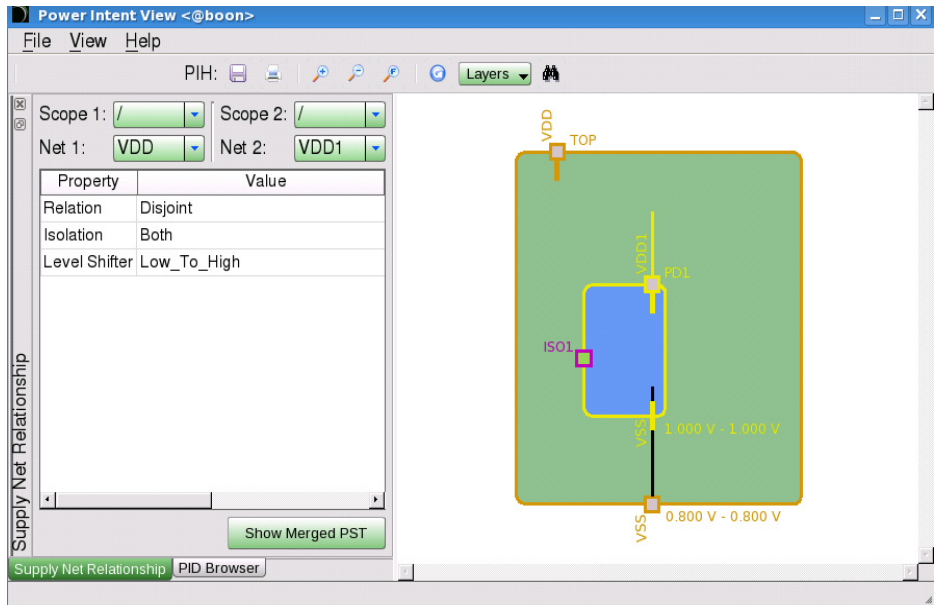 Power Intent View <@boon>
File View Help
PIH: Layers
Scope 1: / Scope 2: /
Net 1: VDD Net 2: VDD1
Property Value
Relation Disjoint
Isolation Both
Level Shifter Low_To_High
Show Merged PST
Supply Net Relationship
Supply Net Relationship PID Browser
VDD
TOP
VDD1
PD1
ISO1
VSS
1.000 V - 1.000 V
VSS
0.800 V - 0.800 V